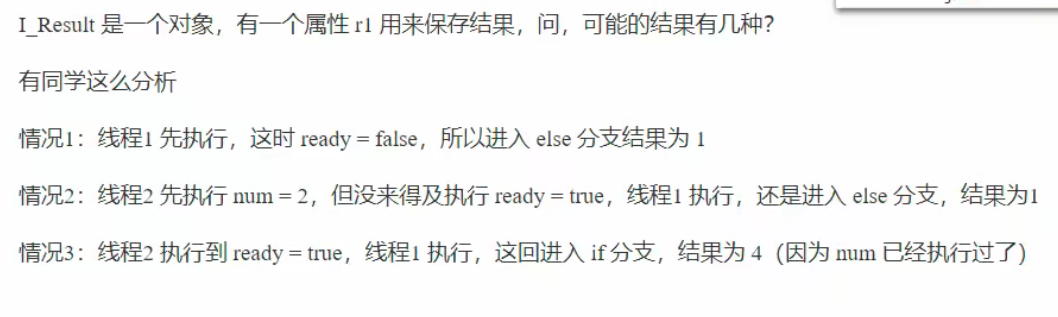 I_Result 是一个对象，有一个属性 r1 用来保存结果，问，可能的结果有几种？
有同学这么分析
情况1：线程1 先执行，这时 ready = false，所以进入 else 分支结果为 1
情况2：线程2 先执行 num = 2，但没来得及执行 ready = true，线程1 执行，还是进入 else 分支，结果为1
情况3：线程2 执行到 ready = true，线程1 执行，这回进入 if 分支，结果为 4（因为 num 已经执行过了）